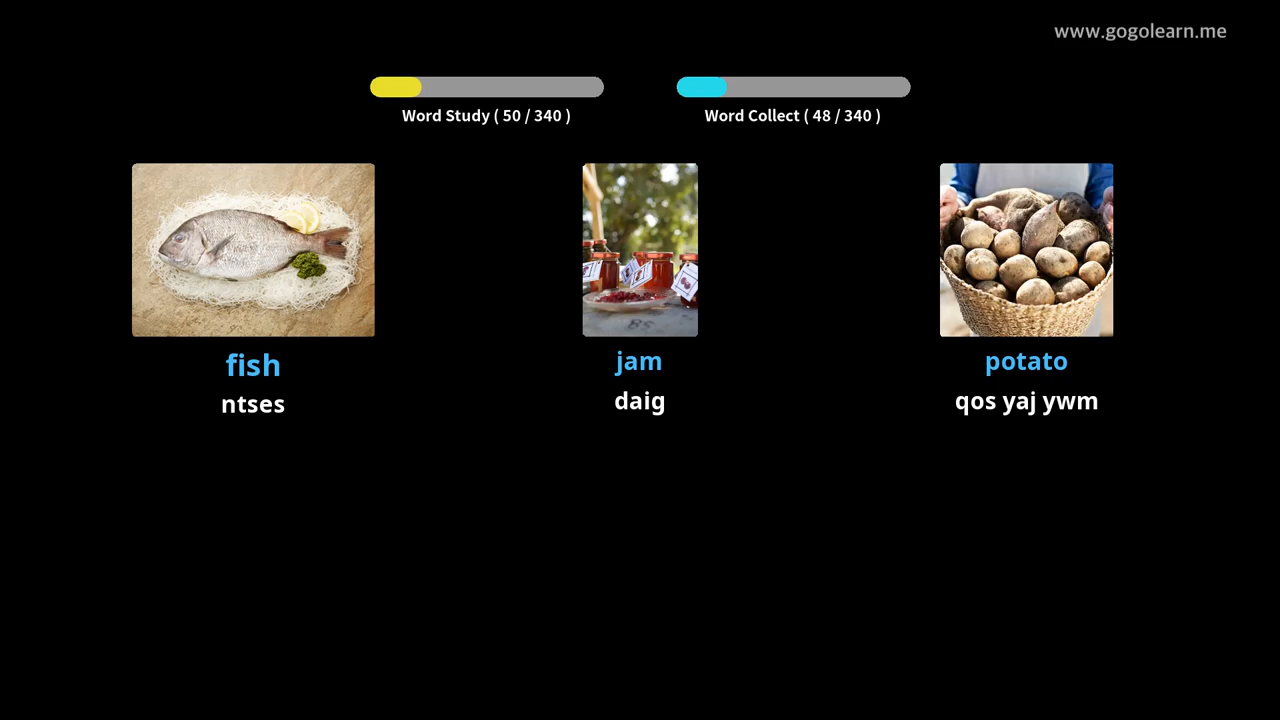 www.gogolearn.me
Word Study ( 50 / 340 )
Word Collect ( 48 / 340 )
fish
ntses
jam
daig
potato
qos yaj ywm